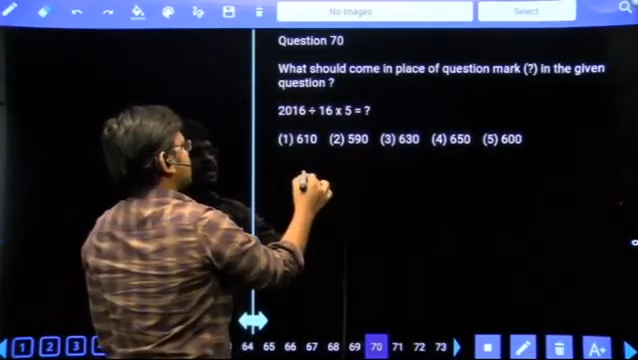 No Images
Select
Question 70
What should come in place of question mark (?) in the given
question ?
2016 ÷ 16 x 5 = ?
(1) 610 (2) 590 (3) 630 (4) 650 (5) 600
1 2 3 64 65 66 67 68 69 70 71 72 73
A+